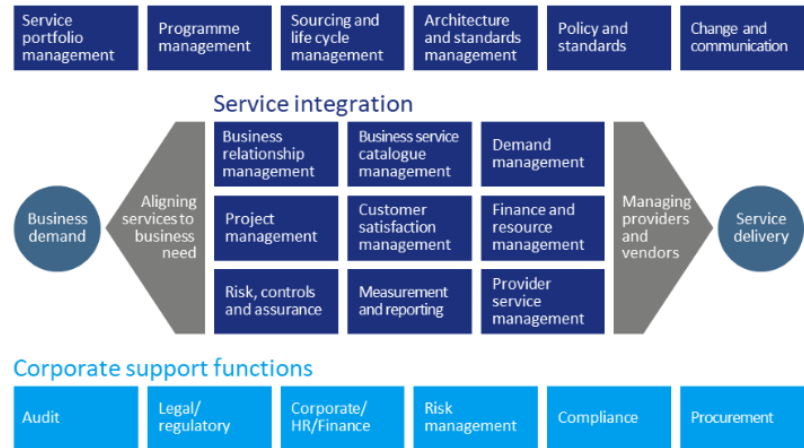 Service
portfolio
management
Programme
management
Sourcing and
life cycle
management
Architecture
and standards
management
Policy and
standards
Change and
communication
Service integration
Business
demand
Aligning
services to
business
need
Business
relationship
management
Business service
catalogue
management
Demand
management
Project
management
Customer
satisfaction
management
Finance and
resource
management
Risk, controls
and assurance
Measurement
and reporting
Provider
service
management
Managing
providers
and
vendors
Service
delivery
Corporate support functions
Audit
Legal/
regulatory
Corporate/
HR/Finance
Risk
management
Compliance
Procurement